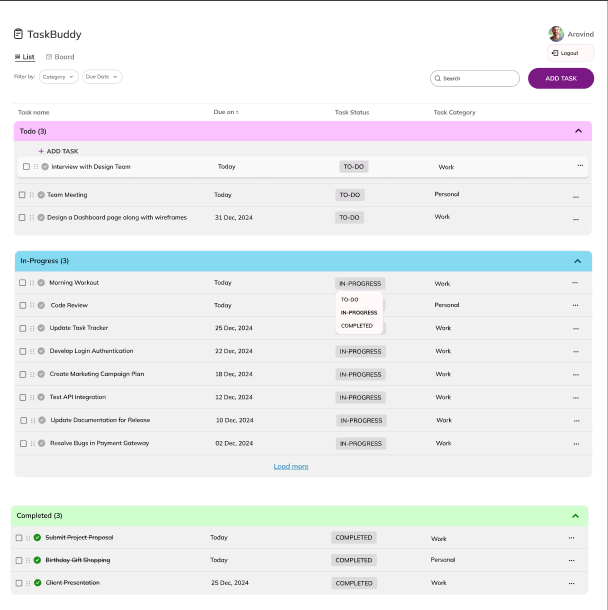 TaskBuddy
Aravind
List Board
Logout
Filter by: Category Due Date
Search
ADD TASK
Task name Due on Task Status Task Category
Todo (3)
+ ADD TASK
Interview with Design Team Today TO-DO Work ...
Team Meeting Today TO-DO Personal ...
Design a Dashboard page along with wireframes 31 Dec, 2024 TO-DO Work ...
In-Progress (3)
Morning Workout Today IN-PROGRESS Work ...
Code Review Today Personal ...
TO-DO
IN-PROGRESS
COMPLETED
Update Task Tracker 25 Dec, 2024 Work ...
Develop Login Authentication 22 Dec, 2024 IN-PROGRESS Work ...
Create Marketing Campaign Plan 18 Dec, 2024 IN-PROGRESS Work ...
Test API Integration 12 Dec, 2024 IN-PROGRESS Work ...
Update Documentation for Release 10 Dec, 2024 IN-PROGRESS Work ...
Resolve Bugs in Payment Gateway 02 Dec, 2024 IN-PROGRESS Work ...
Load more
Completed (3)
Submit Project Proposal Today COMPLETED Work ...
Birthday Gift Shopping Today COMPLETED Personal ...
Client Presentation 25 Dec, 2024 COMPLETED Work ...